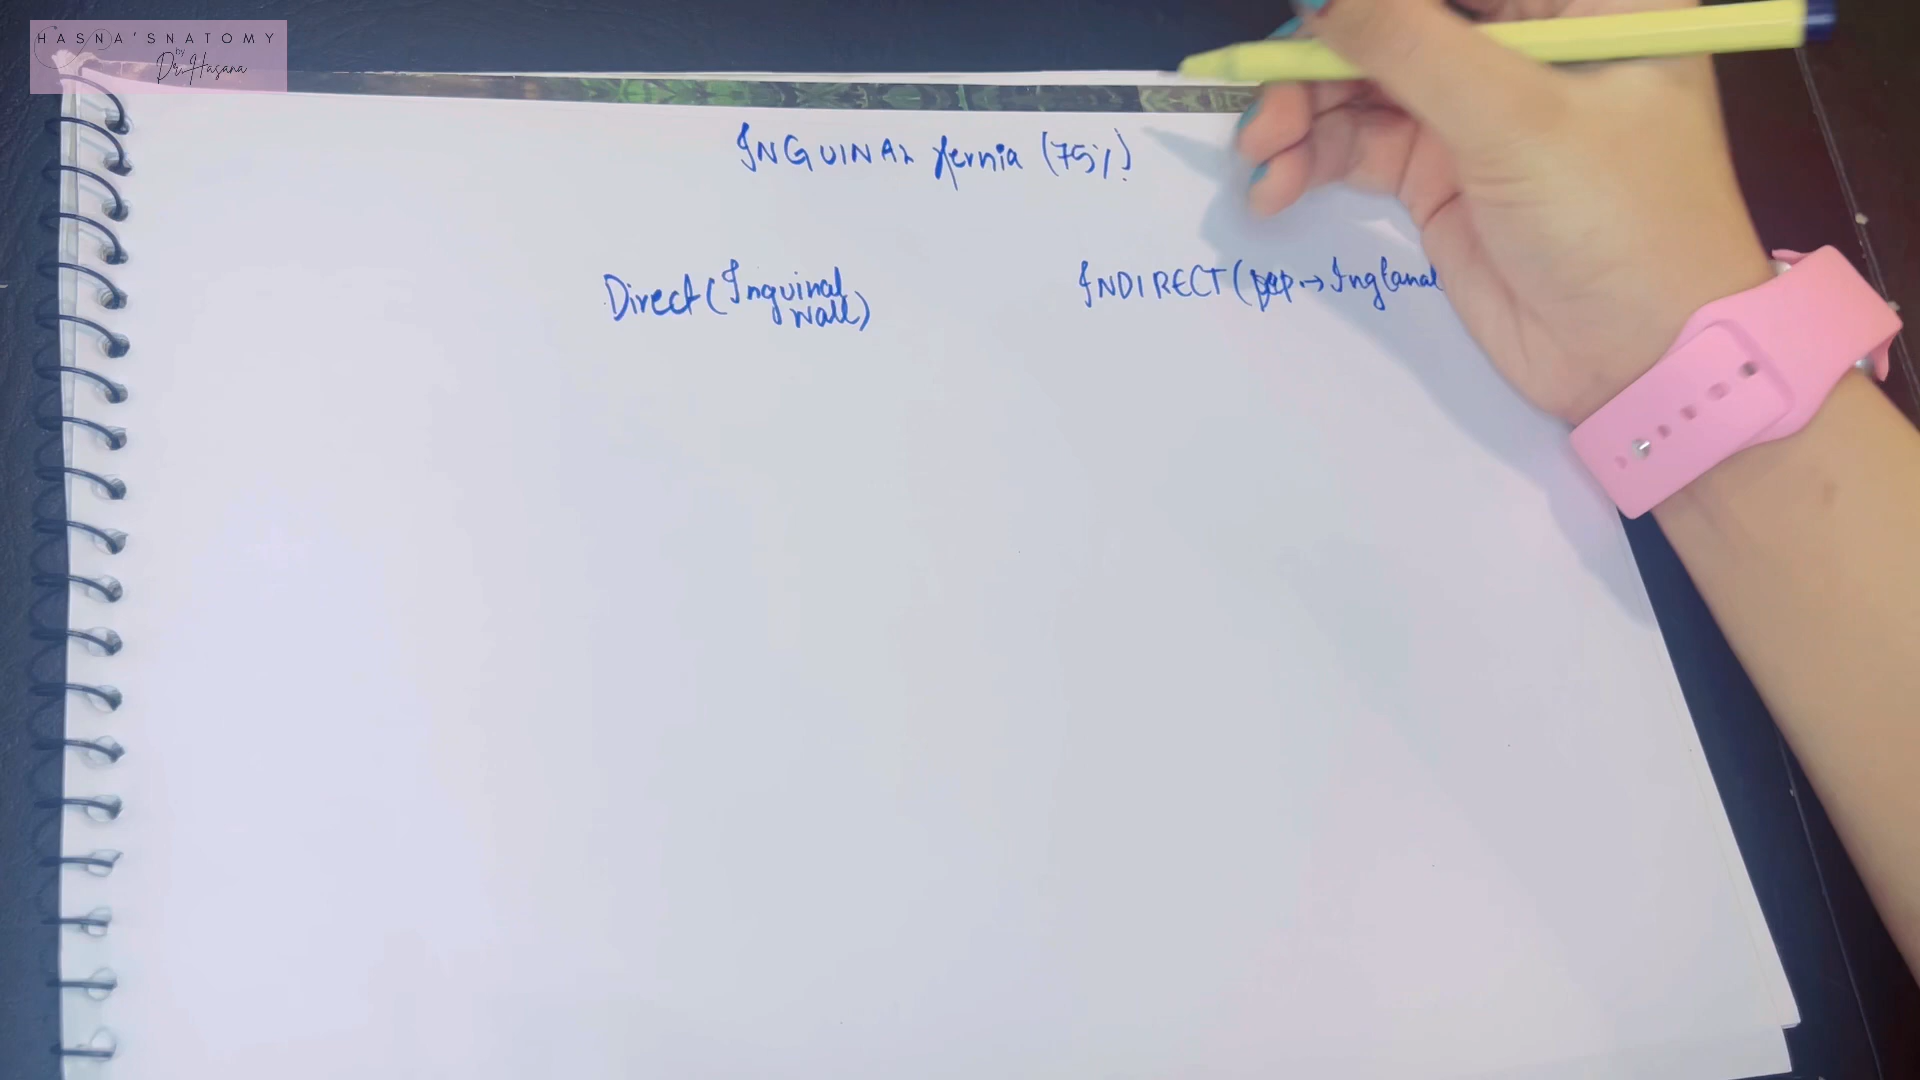 HASNA'SNATOMY
by
Dr.Hasana
INGUINAL Hernia (75%)
Direct (Inguinal
wall)
INDIRECT ( → Ing Canal